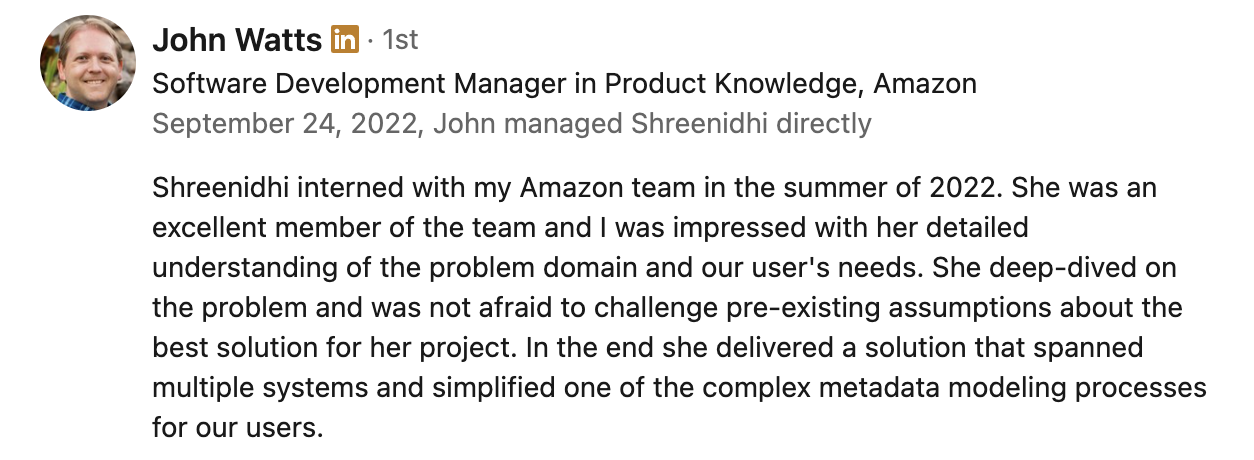 John Watts in · 1st
Software Development Manager in Product Knowledge, Amazon
September 24, 2022, John managed Shreenidhi directly
Shreenidhi interned with my Amazon team in the summer of 2022. She was an
excellent member of the team and I was impressed with her detailed
understanding of the problem domain and our user's needs. She deep-dived on
the problem and was not afraid to challenge pre-existing assumptions about the
best solution for her project. In the end she delivered a solution that spanned
multiple systems and simplified one of the complex metadata modeling processes
for our users.